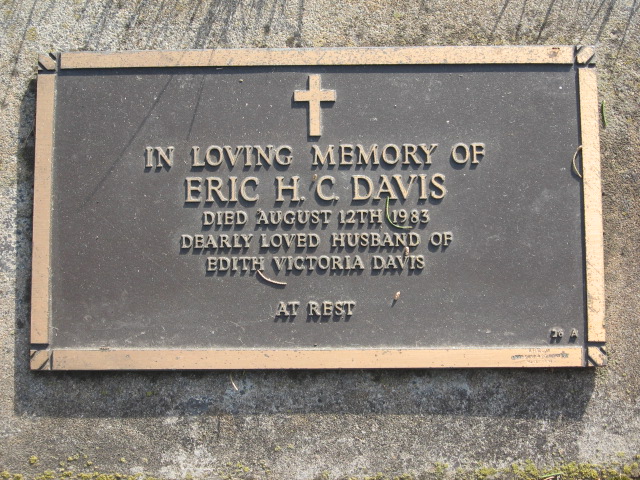 IN LOVING MEMORY OF
ERIC H. C. DAVIS
DIED AUGUST 12TH 1983
DEARLY LOVED HUSBAND OF
EDITH VICTORIA DAVIS
AT REST
26 A